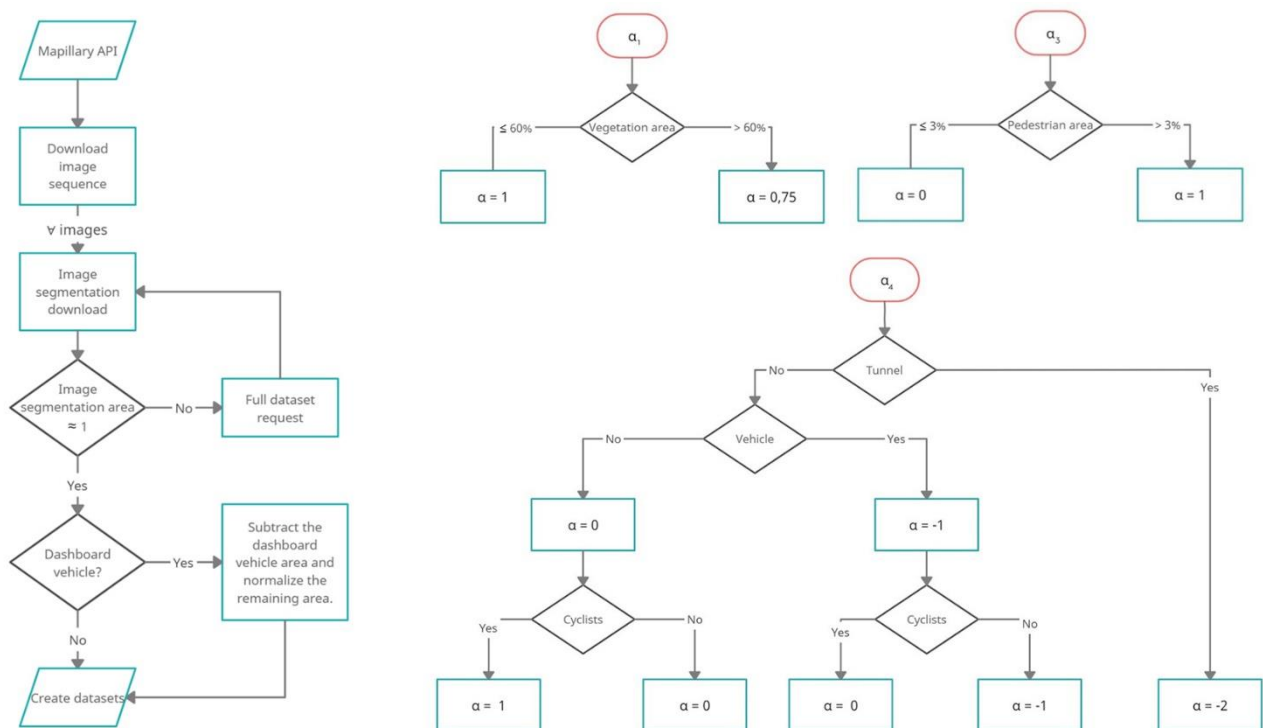 Mapillary API
Download
image
sequence
∀ images
Image
segmentation
download
Image
segmentation area
≈ 1
No
Full dataset
request
Yes
Dashboard
vehicle?
Yes
Subtract the
dashboard
vehicle area and
normalize the
remaining area.
No
Create datasets
α₁
Vegetation area
≤ 60%
> 60%
α = 1
α = 0,75
α₃
Pedestrian area
≤ 3%
> 3%
α = 0
α = 1
α₄
Tunnel
No
Yes
Vehicle
No
Yes
α = 0
α = -1
Cyclists
Yes
No
Cyclists
Yes
No
α = 1
α = 0
α = 0
α = -1
α = -2